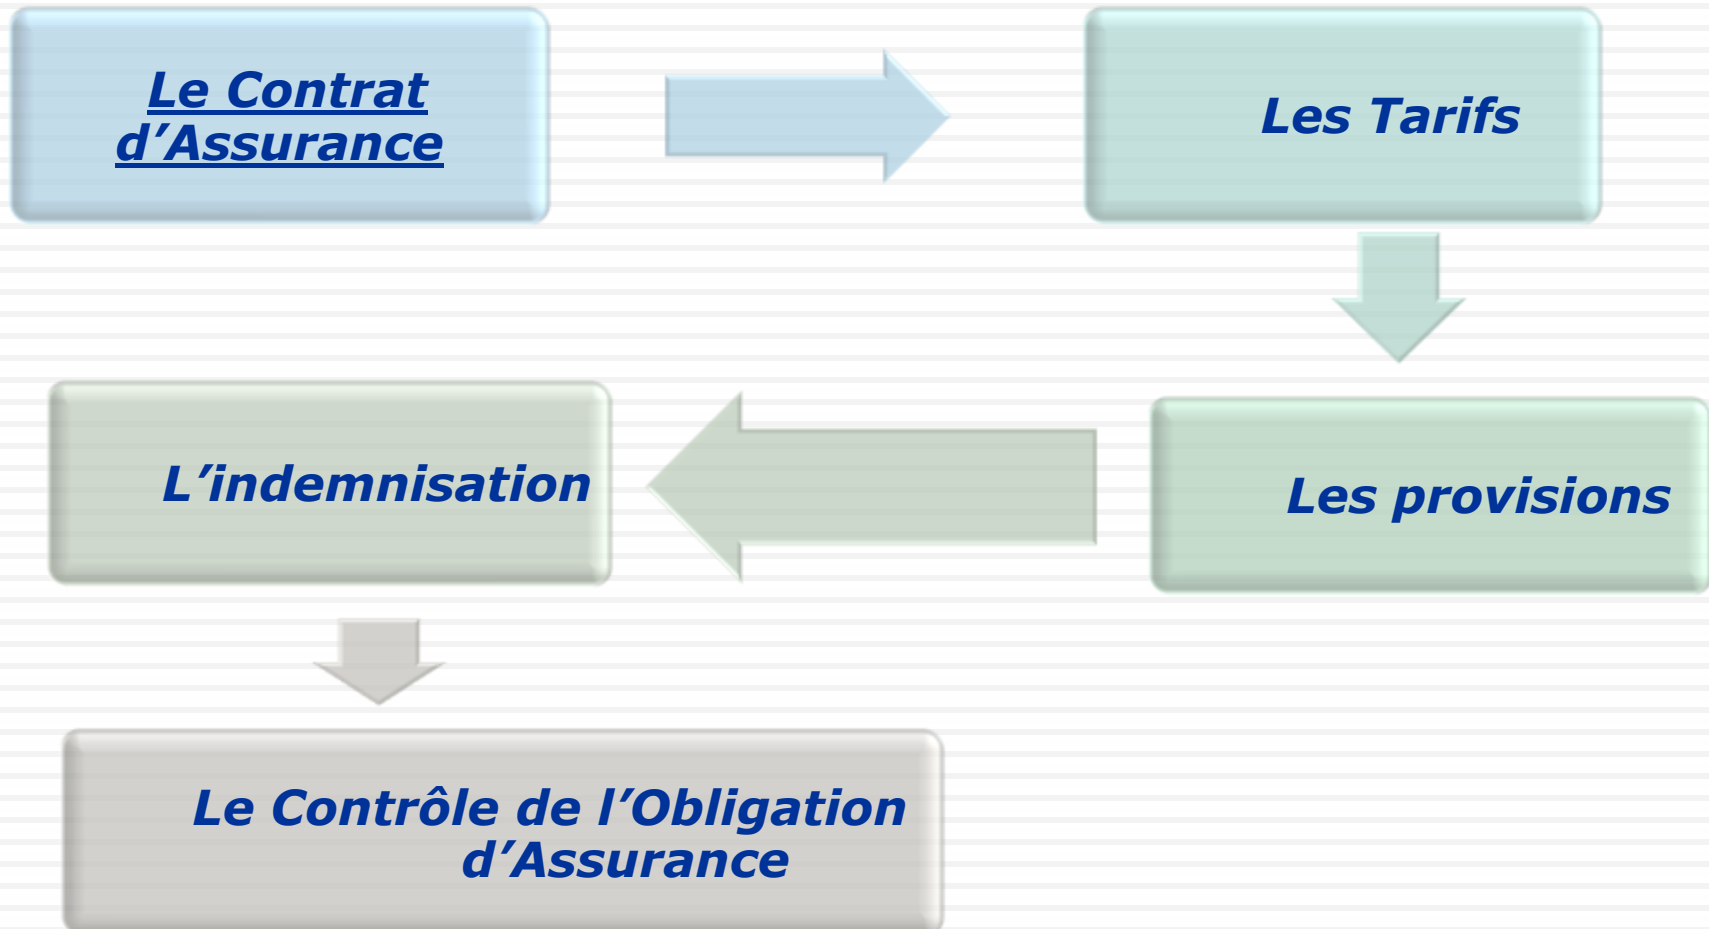 Le Contrat
d’Assurance
Les Tarifs
Les provisions
L’indemnisation
Le Contrôle de l’Obligation
d’Assurance